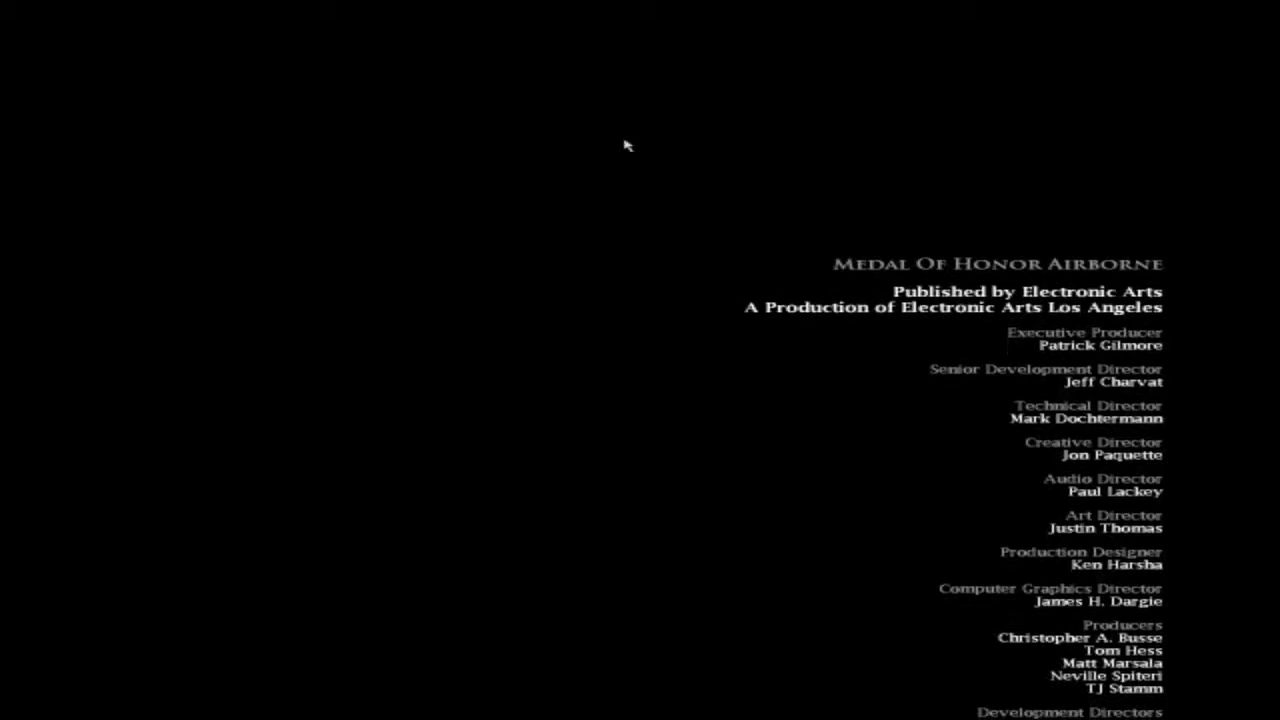 MEDAL OF HONOR AIRBORNE
Published by Electronic Arts
A Production of Electronic Arts Los Angeles
Executive Producer
Patrick Gilmore
Senior Development Director
Jeff Charvat
Technical Director
Mark Dochtermann
Creative Director
Jon Paquette
Audio Director
Paul Lackey
Art Director
Justin Thomas
Production Designer
Ken Harsha
Computer Graphics Director
James H. Dargie
Producers
Christopher A. Busse
Tom Hess
Matt Marsala
Neville Spiteri
TJ Stamm
Development Directors